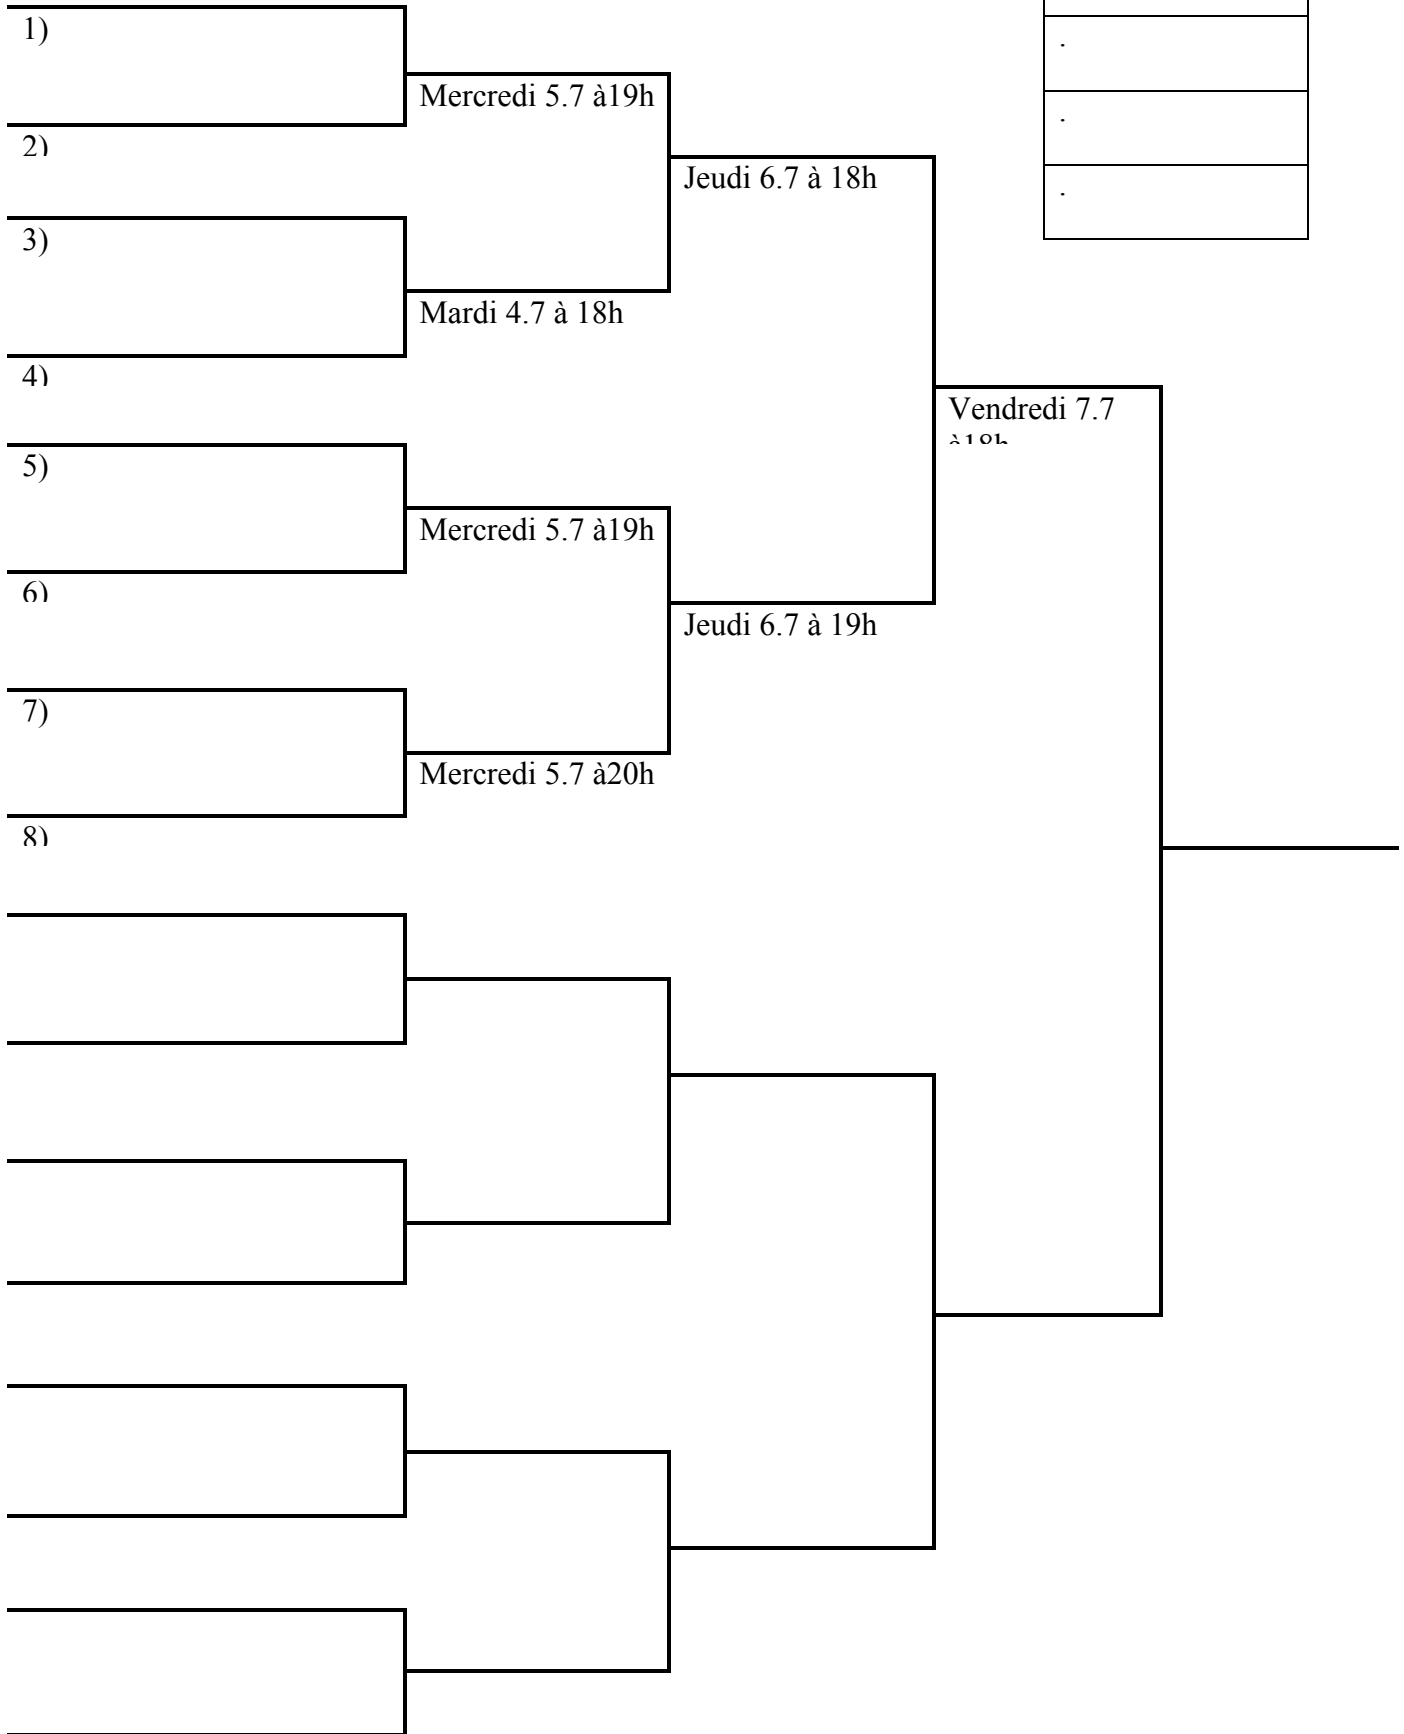 1)
Mercredi 5.7 à19h
2)
Jeudi 6.7 à 18h
3)
Mardi 4.7 à 18h
4)
Vendredi 7.7
à18h
5)
Mercredi 5.7 à19h
6)
Jeudi 6.7 à 19h
7)
Mercredi 5.7 à20h
8)